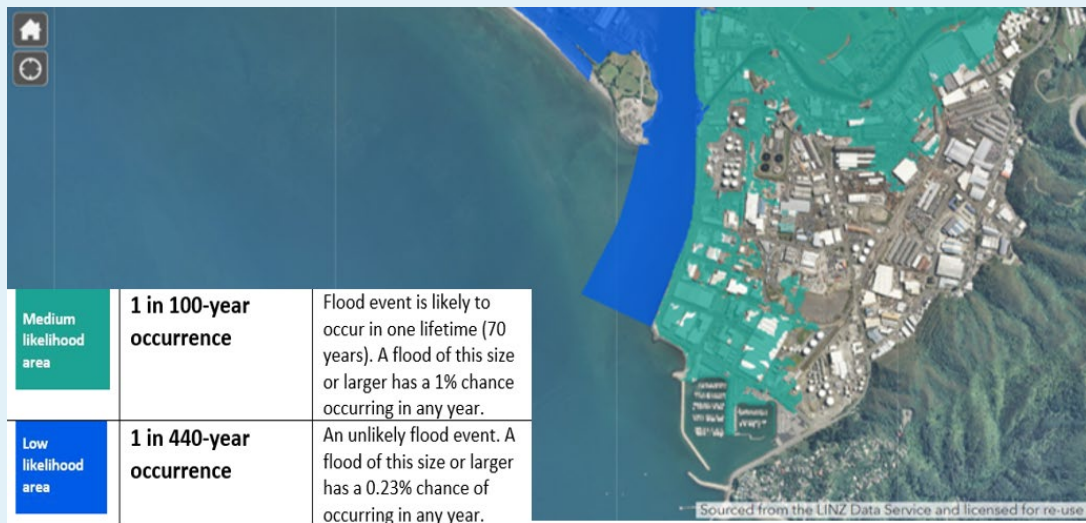 Medium
likelihood
area
1 in 100-year
occurrence
Flood event is likely to
occur in one lifetime (70
years). A flood of this size
or larger has a 1% chance
occurring in any year.
Low
likelihood
area
1 in 440-year
occurrence
An unlikely flood event. A
flood of this size or larger
has a 0.23% chance of
occurring in any year.
Sourced from the LINZ Data Service and licensed for re-use